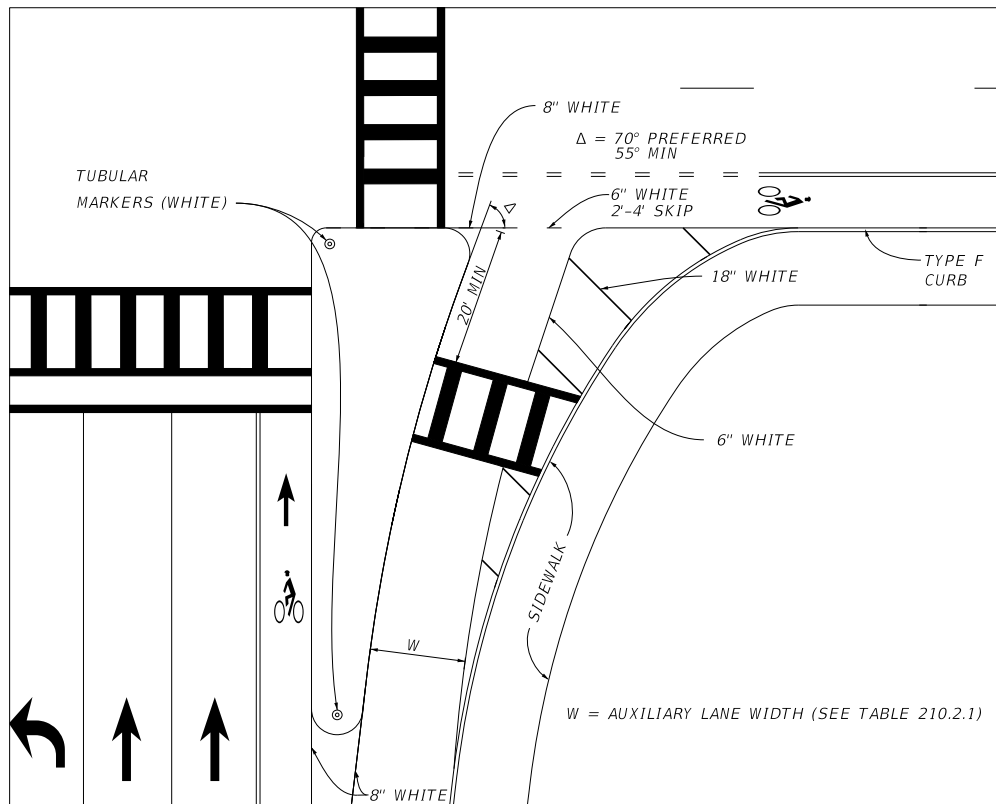 8" WHITE
Δ = 70° PREFERRED
55° MIN
TUBULAR
MARKERS (WHITE)
6" WHITE
2'-4' SKIP
Δ
TYPE F
CURB
18" WHITE
20' MIN
6" WHITE
SIDEWALK
W
W = AUXILIARY LANE WIDTH (SEE TABLE 210.2.1)
8" WHITE